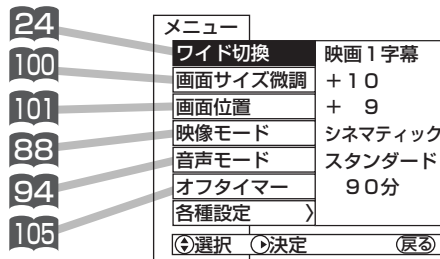 24
100
101
88
94
105
メニュー
ワイド切換 映画1字幕
画面サイズ微調 +10
画面位置 + 9
映像モード シネマティック
音声モード スタンダード
オフタイマー 90分
各種設定 〉
選択 決定 戻る